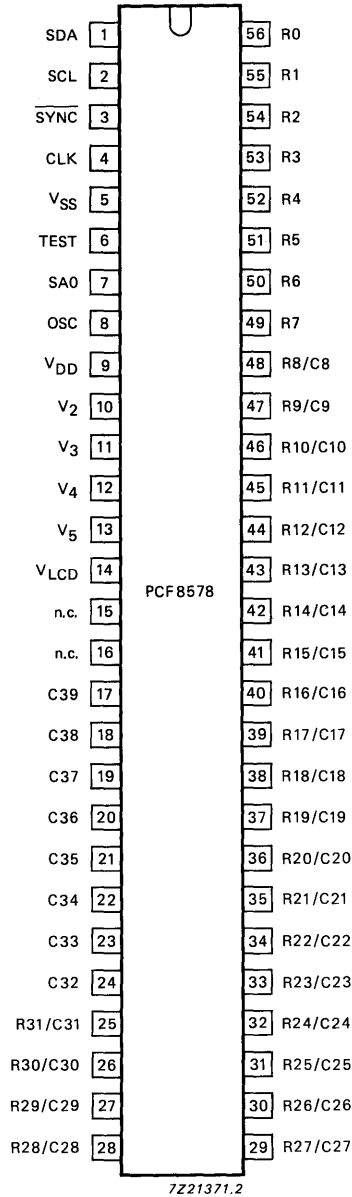 SDA 1 56 R0
SCL 2 55 R1
SYNC 3 54 R2
CLK 4 53 R3
VSS 5 52 R4
TEST 6 51 R5
SA0 7 50 R6
OSC 8 49 R7
VDD 9 48 R8/C8
V2 10 47 R9/C9
V3 11 46 R10/C10
V4 12 45 R11/C11
V5 13 44 R12/C12
VLCD 14 43 R13/C13
PCF8578
n.c. 15 42 R14/C14
n.c. 16 41 R15/C15
C39 17 40 R16/C16
C38 18 39 R17/C17
C37 19 38 R18/C18
C36 20 37 R19/C19
C35 21 36 R20/C20
C34 22 35 R21/C21
C33 23 34 R22/C22
C32 24 33 R23/C23
R31/C31 25 32 R24/C24
R30/C30 26 31 R25/C25
R29/C29 27 30 R26/C26
R28/C28 28 29 R27/C27
7Z21371.2